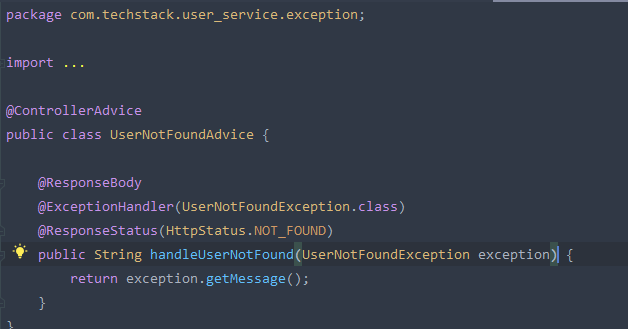 package com.techstack.user_service.exception;
import ...
@ControllerAdvice
public class UserNotFoundAdvice {
@ResponseBody
@ExceptionHandler(UserNotFoundException.class)
@ResponseStatus(HttpStatus.NOT_FOUND)
public String handleUserNotFound(UserNotFoundException exception) {
return exception.getMessage();
}
}